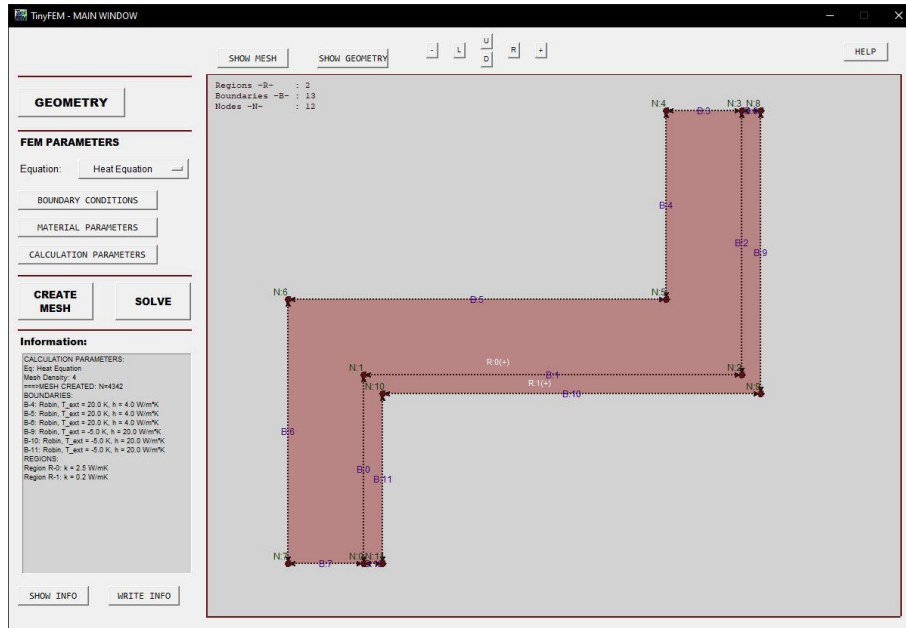 TinyFEM - MAIN WINDOW
SHOW MESH
SHOW GEOMETRY
-
L
U
D
R
+
HELP
GEOMETRY
FEM PARAMETERS
Equation:
Heat Equation
BOUNDARY CONDITIONS
MATERIAL PARAMETERS
CALCULATION PARAMETERS
CREATE
MESH
SOLVE
Information:
CALCULATION PARAMETERS:
Eq: Heat Equation
Mesh Density: 4
===>MESH CREATED: N=4342
BOUNDARIES:
B-4: Robin, T_ext = 20.0 K, h = 4.0 W/m²K
B-5: Robin, T_ext = 20.0 K, h = 4.0 W/m²K
B-6: Robin, T_ext = 20.0 K, h = 4.0 W/m²K
B-9: Robin, T_ext = -5.0 K, h = 20.0 W/m²K
B-10: Robin, T_ext = -5.0 K, h = 20.0 W/m²K
B-11: Robin, T_ext = -5.0 K, h = 20.0 W/m²K
REGIONS:
Region R-0: k = 2.5 W/mK
Region R-1: k = 0.2 W/mK
SHOW INFO
WRITE INFO
Regions -R- : 2
Boundaries -B- : 13
Nodes -N- : 12
N:4
B:3
N:3
N:8
B:4
B:2
B:9
N:6
B:5
N:5
R:0(+)
N:1
B:1
N:2
R:1(+)
N:10
B:10
N:9
B:6
B:0
B:11
N:7
B:7
N:0
N:11